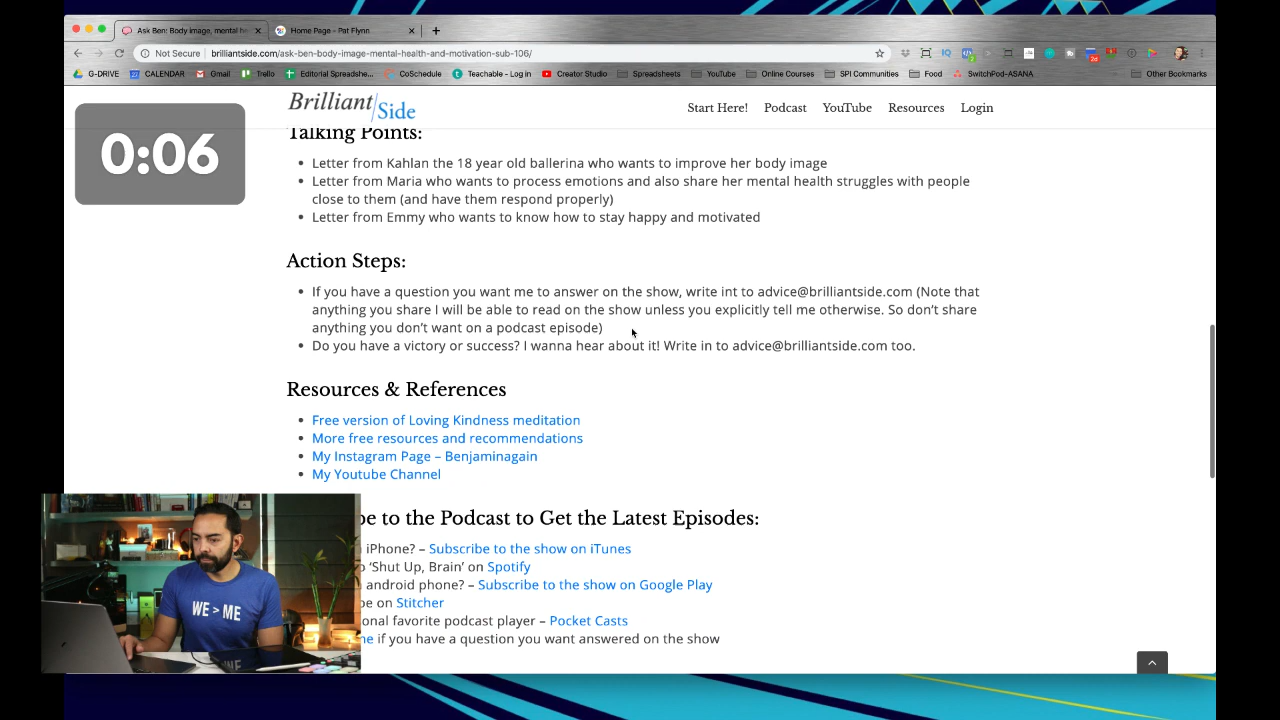 Ask Ben: Body image, mental he
Home Page - Pat Flynn
Not Secure | brilliantside.com/ask-ben-body-image-mental-health-and-motivation-sub-106/
G-DRIVE CALENDAR Gmail Trello Editorial Spreadshe... CoSchedule Teachable - Log in Creator Studio Spreadsheets YouTube Online Courses SPI Communities Food SwitchPod-ASANA Other Bookmarks
Brilliant/Side
Start Here! Podcast YouTube Resources Login
0:06
Talking Points:
• Letter from Kahlan the 18 year old ballerina who wants to improve her body image
• Letter from Maria who wants to process emotions and also share her mental health struggles with people
close to them (and have them respond properly)
• Letter from Emmy who wants to know how to stay happy and motivated
Action Steps:
• If you have a question you want me to answer on the show, write int to advice@brilliantside.com (Note that
anything you share I will be able to read on the show unless you explicitly tell me otherwise. So don't share
anything you don't want on a podcast episode)
• Do you have a victory or success? I wanna hear about it! Write in to advice@brilliantside.com too.
Resources & References
• Free version of Loving Kindness meditation
• More free resources and recommendations
• My Instagram Page – Benjaminagain
• My Youtube Channel
be to the Podcast to Get the Latest Episodes:
iPhone? – Subscribe to the show on iTunes
'Shut Up, Brain' on Spotify
android phone? – Subscribe to the show on Google Play
be on Stitcher
onal favorite podcast player – Pocket Casts
ne if you have a question you want answered on the show
WE > ME